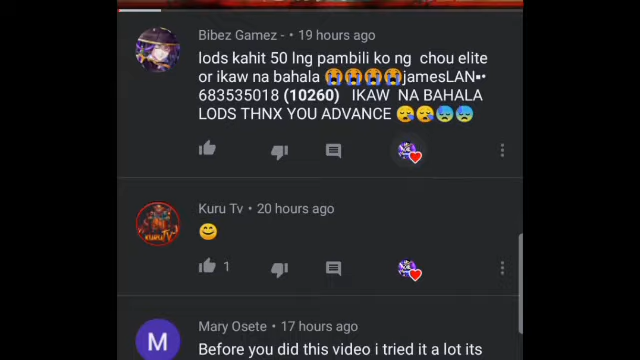 Bibez Gamez - • 19 hours ago
lods kahit 50 lng pambili ko ng chou elite
or ikaw na bahala 😭😭😭😭jamesLAN▪•
683535018 (10260) IKAW NA BAHALA
LODS THNX YOU ADVANCE 😪😪😥😥
Kuru Tv • 20 hours ago
KURUTV
😊
1
Mary Osete • 17 hours ago
M
Before you did this video i tried it a lot its